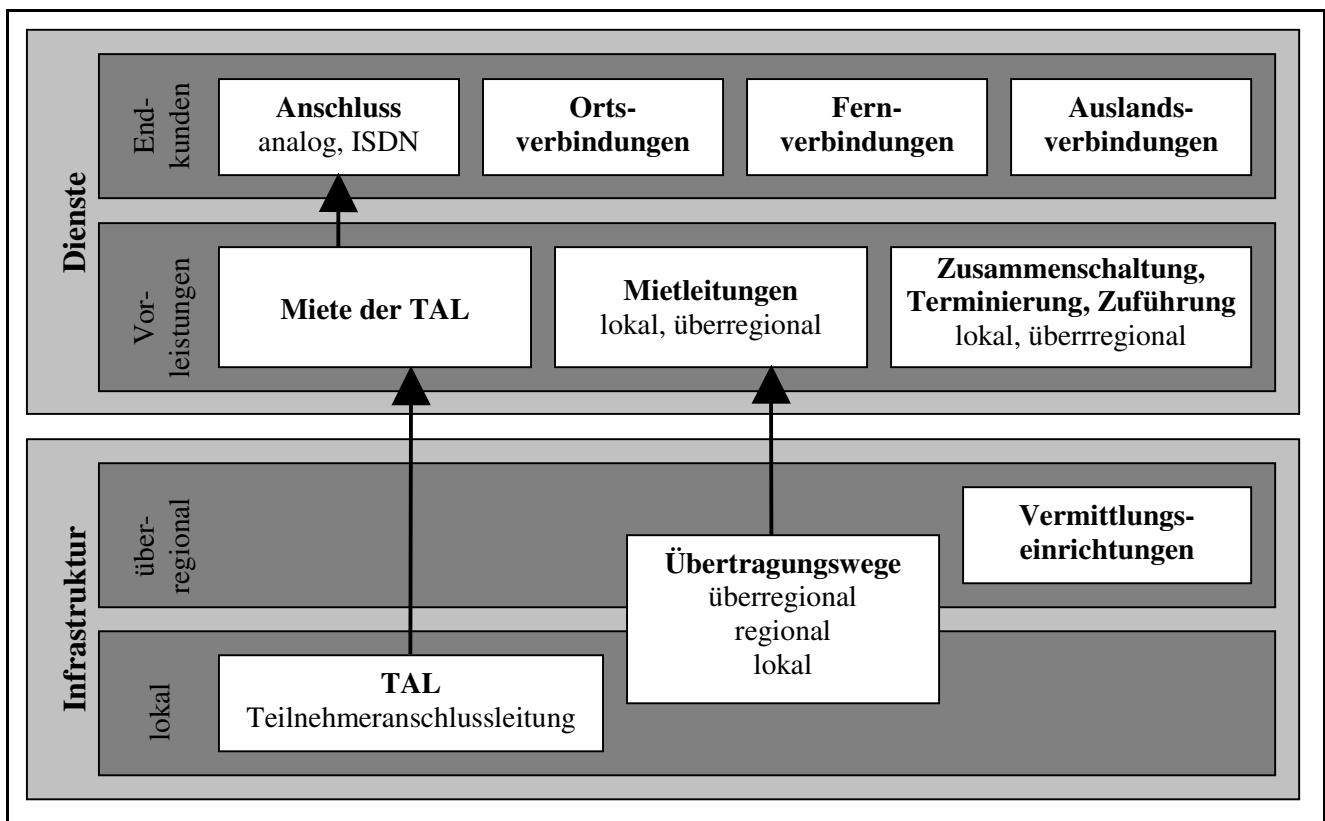 Dienste
End-
kunden
Anschluss
analog, ISDN
Orts-
verbindungen
Fern-
verbindungen
Auslands-
verbindungen
Vor-
leistungen
Miete der TAL
Mietleitungen
lokal, überregional
Zusammenschaltung,
Terminierung, Zuführung
lokal, überrregional
Infrastruktur
über-
regional
Vermittlungs-
einrichtungen
Übertragungswege
überregional
regional
lokal
lokal
TAL
Teilnehmeranschlussleitung